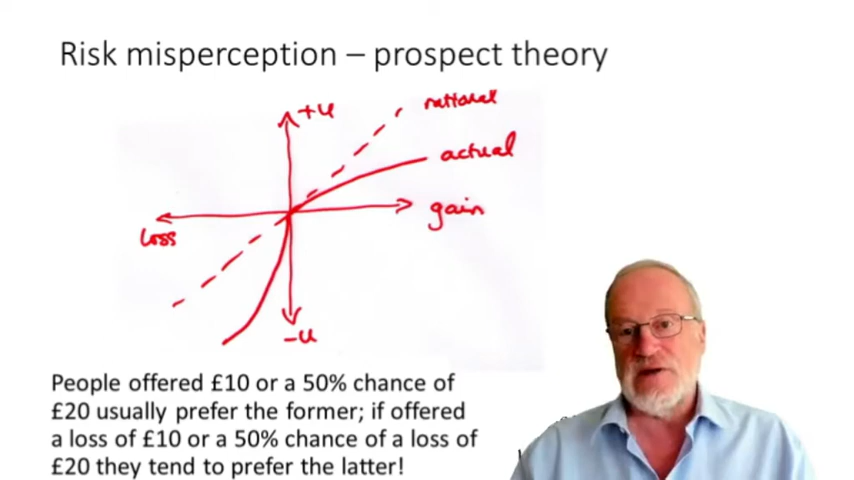 Risk misperception – prospect theory
+u
rational
actual
gain
loss
-u
People offered £10 or a 50% chance of
£20 usually prefer the former; if offered
a loss of £10 or a 50% chance of a loss of
£20 they tend to prefer the latter!